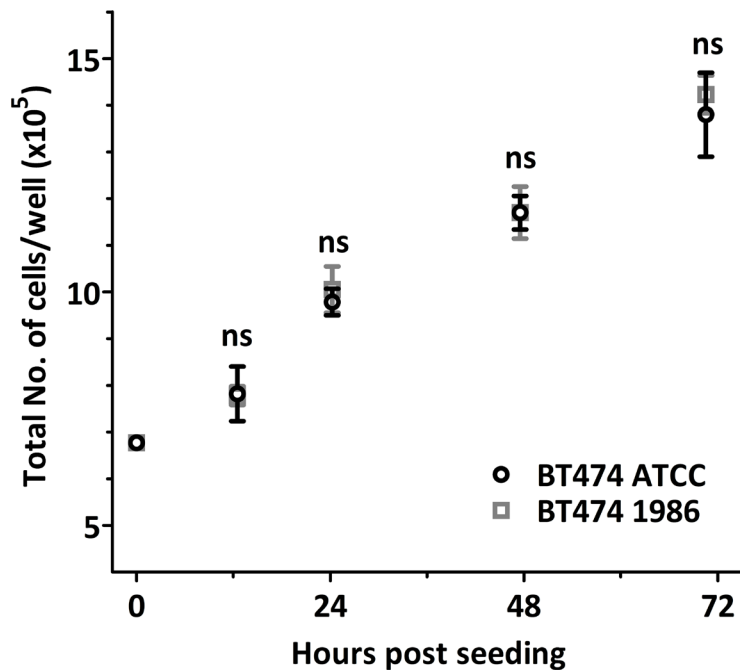 Total No. of cells/well (x10⁵)
15
10
5
ns
ns
ns
ns
BT474 ATCC
BT474 1986
0 24 48 72
Hours post seeding